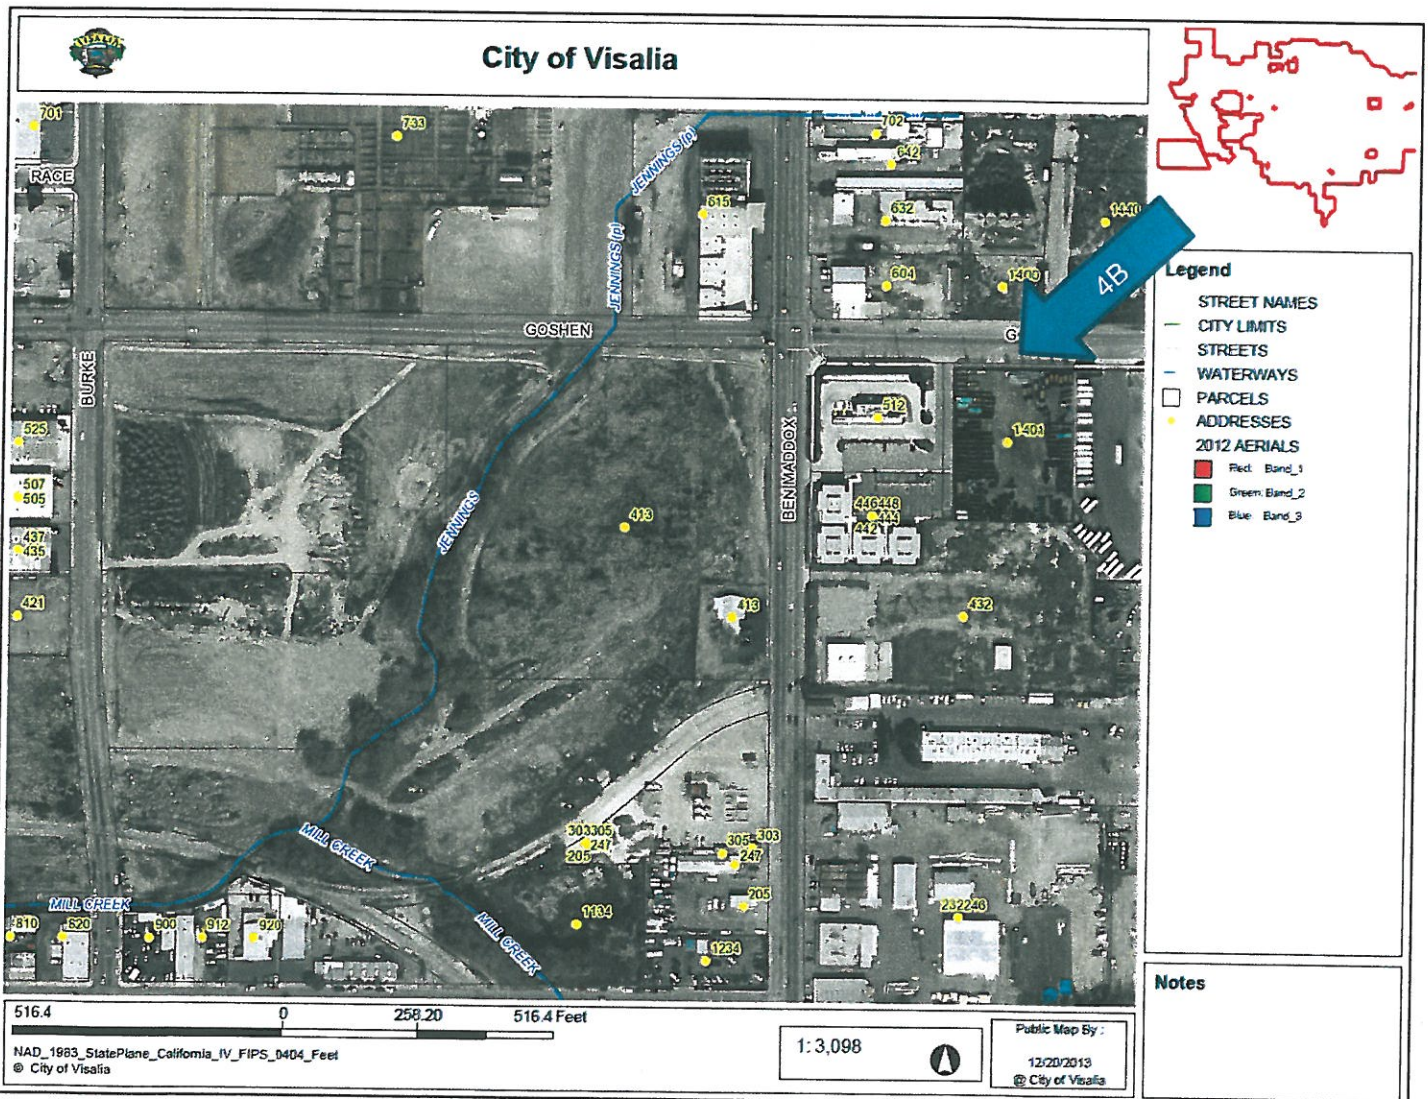 VISALIA
City of Visalia
701
733
702
RACE
642
JENNINGS (p)
615
632
1440
JENNINGS (p)
604
1409
4B
GOSHEN
G
BURKE
512
525
1401
BEN MADDOX
507
505
446448
444
442
413
JENNINGS
437
435
421
413
432
303305
247
205
303
305
247
MILL CREEK
205
MILL CREEK
1134
232246
810
620
900
912
920
MILL CREEK
1234
Legend
STREET NAMES
CITY LIMITS
STREETS
WATERWAYS
PARCELS
ADDRESSES
2012 AERIALS
Red: Band_1
Green: Band_2
Blue: Band_3
Notes
516.4 0 258.20 516.4 Feet
NAD_1983_StatePlane_California_IV_FIPS_0404_Feet
© City of Visalia
1: 3,098
Public Map By :
12/20/2013
@ City of Visalia